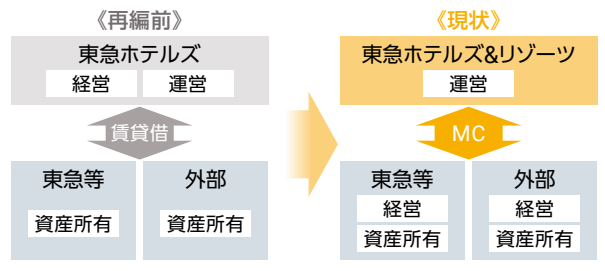 《再編前》
東急ホテルズ
経営
運営
賃貸借
東急等
資産所有
外部
資産所有
《現状》
東急ホテルズ&リゾーツ
運営
MC
東急等
経営
資産所有
外部
経営
資産所有